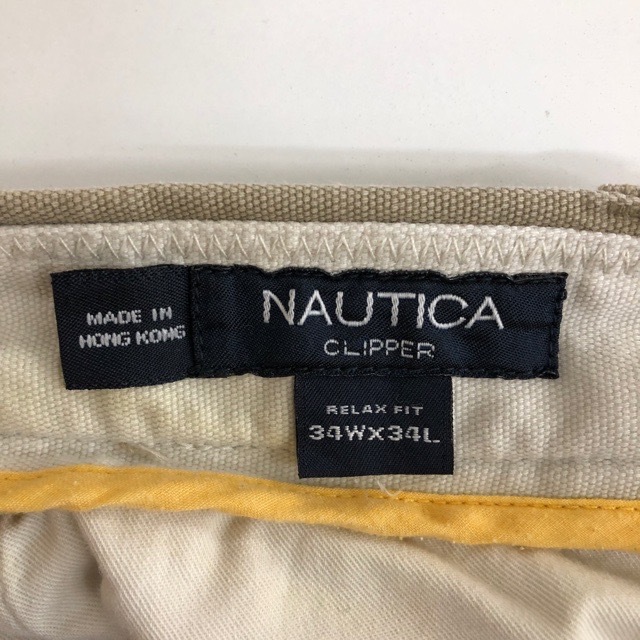 MADE IN
HONG KONG
NAUTICA
CLIPPER
RELAX FIT
34WX34L